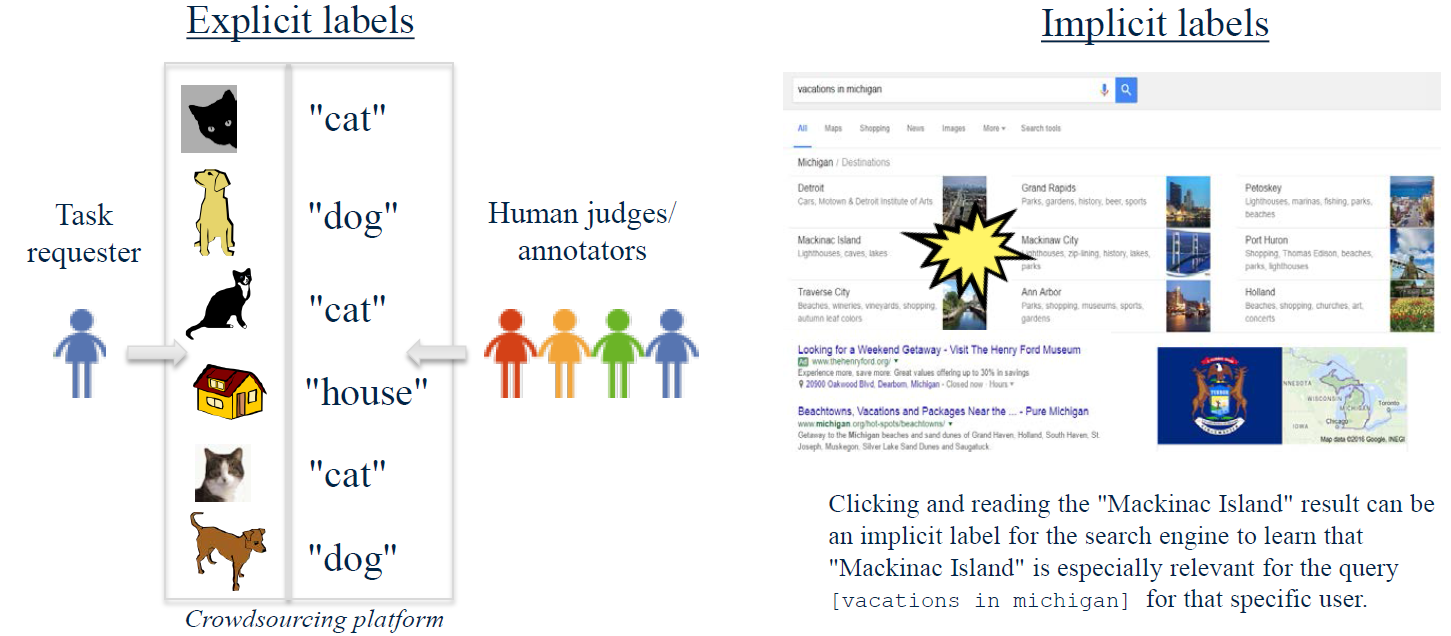 Explicit labels
"cat"
"dog"
"cat"
"house"
"cat"
"dog"
Task
requester
Human judges/
annotators
Crowdsourcing platform
Implicit labels
vacations in michigan
All Maps Shopping News Images More ▾ Search tools
Michigan / Destinations
Detroit
Cars, Motown & Detroit Institute of Arts
Grand Rapids
Parks, gardens, history, beer, sports
Petoskey
Lighthouses, marinas, fishing, parks,
beaches
Mackinac Island
Lighthouses, caves, lakes
Mackinaw City
Lighthouses, zip-lining, history, lakes,
parks
Port Huron
Shopping, Thomas Edison, beaches,
parks, lighthouses
Traverse City
Beaches, wineries, vineyards, shopping,
autumn leaf colors
Ann Arbor
Parks, shopping, museums, sports,
gardens
Holland
Beaches, shopping, churches, art,
concerts
Looking for a Weekend Getaway - Visit The Henry Ford Museum
Ad www.thehenryford.org/ ▾
Experience more, save more: Great values offering up to 30% in savings
20900 Oakwood Blvd, Dearborn, Michigan - Closed now · Hours ▾
Beachtowns, Vacations and Packages Near the ... - Pure Michigan
www.michigan.org/hot-spots/beachtowns/ ▾
Getaway to the Michigan beaches and sand dunes of Grand Haven, Holland, South Haven, St.
Joseph, Muskegon, Silver Lake Sand Dunes and Saugatuck.
NNESOTA
WISCONSIN
MICHIGAN
Toronto
Chicago
IOWA
Map data ©2016 Google, INEGI
Clicking and reading the "Mackinac Island" result can be
an implicit label for the search engine to learn that
"Mackinac Island" is especially relevant for the query
[vacations in michigan] for that specific user.